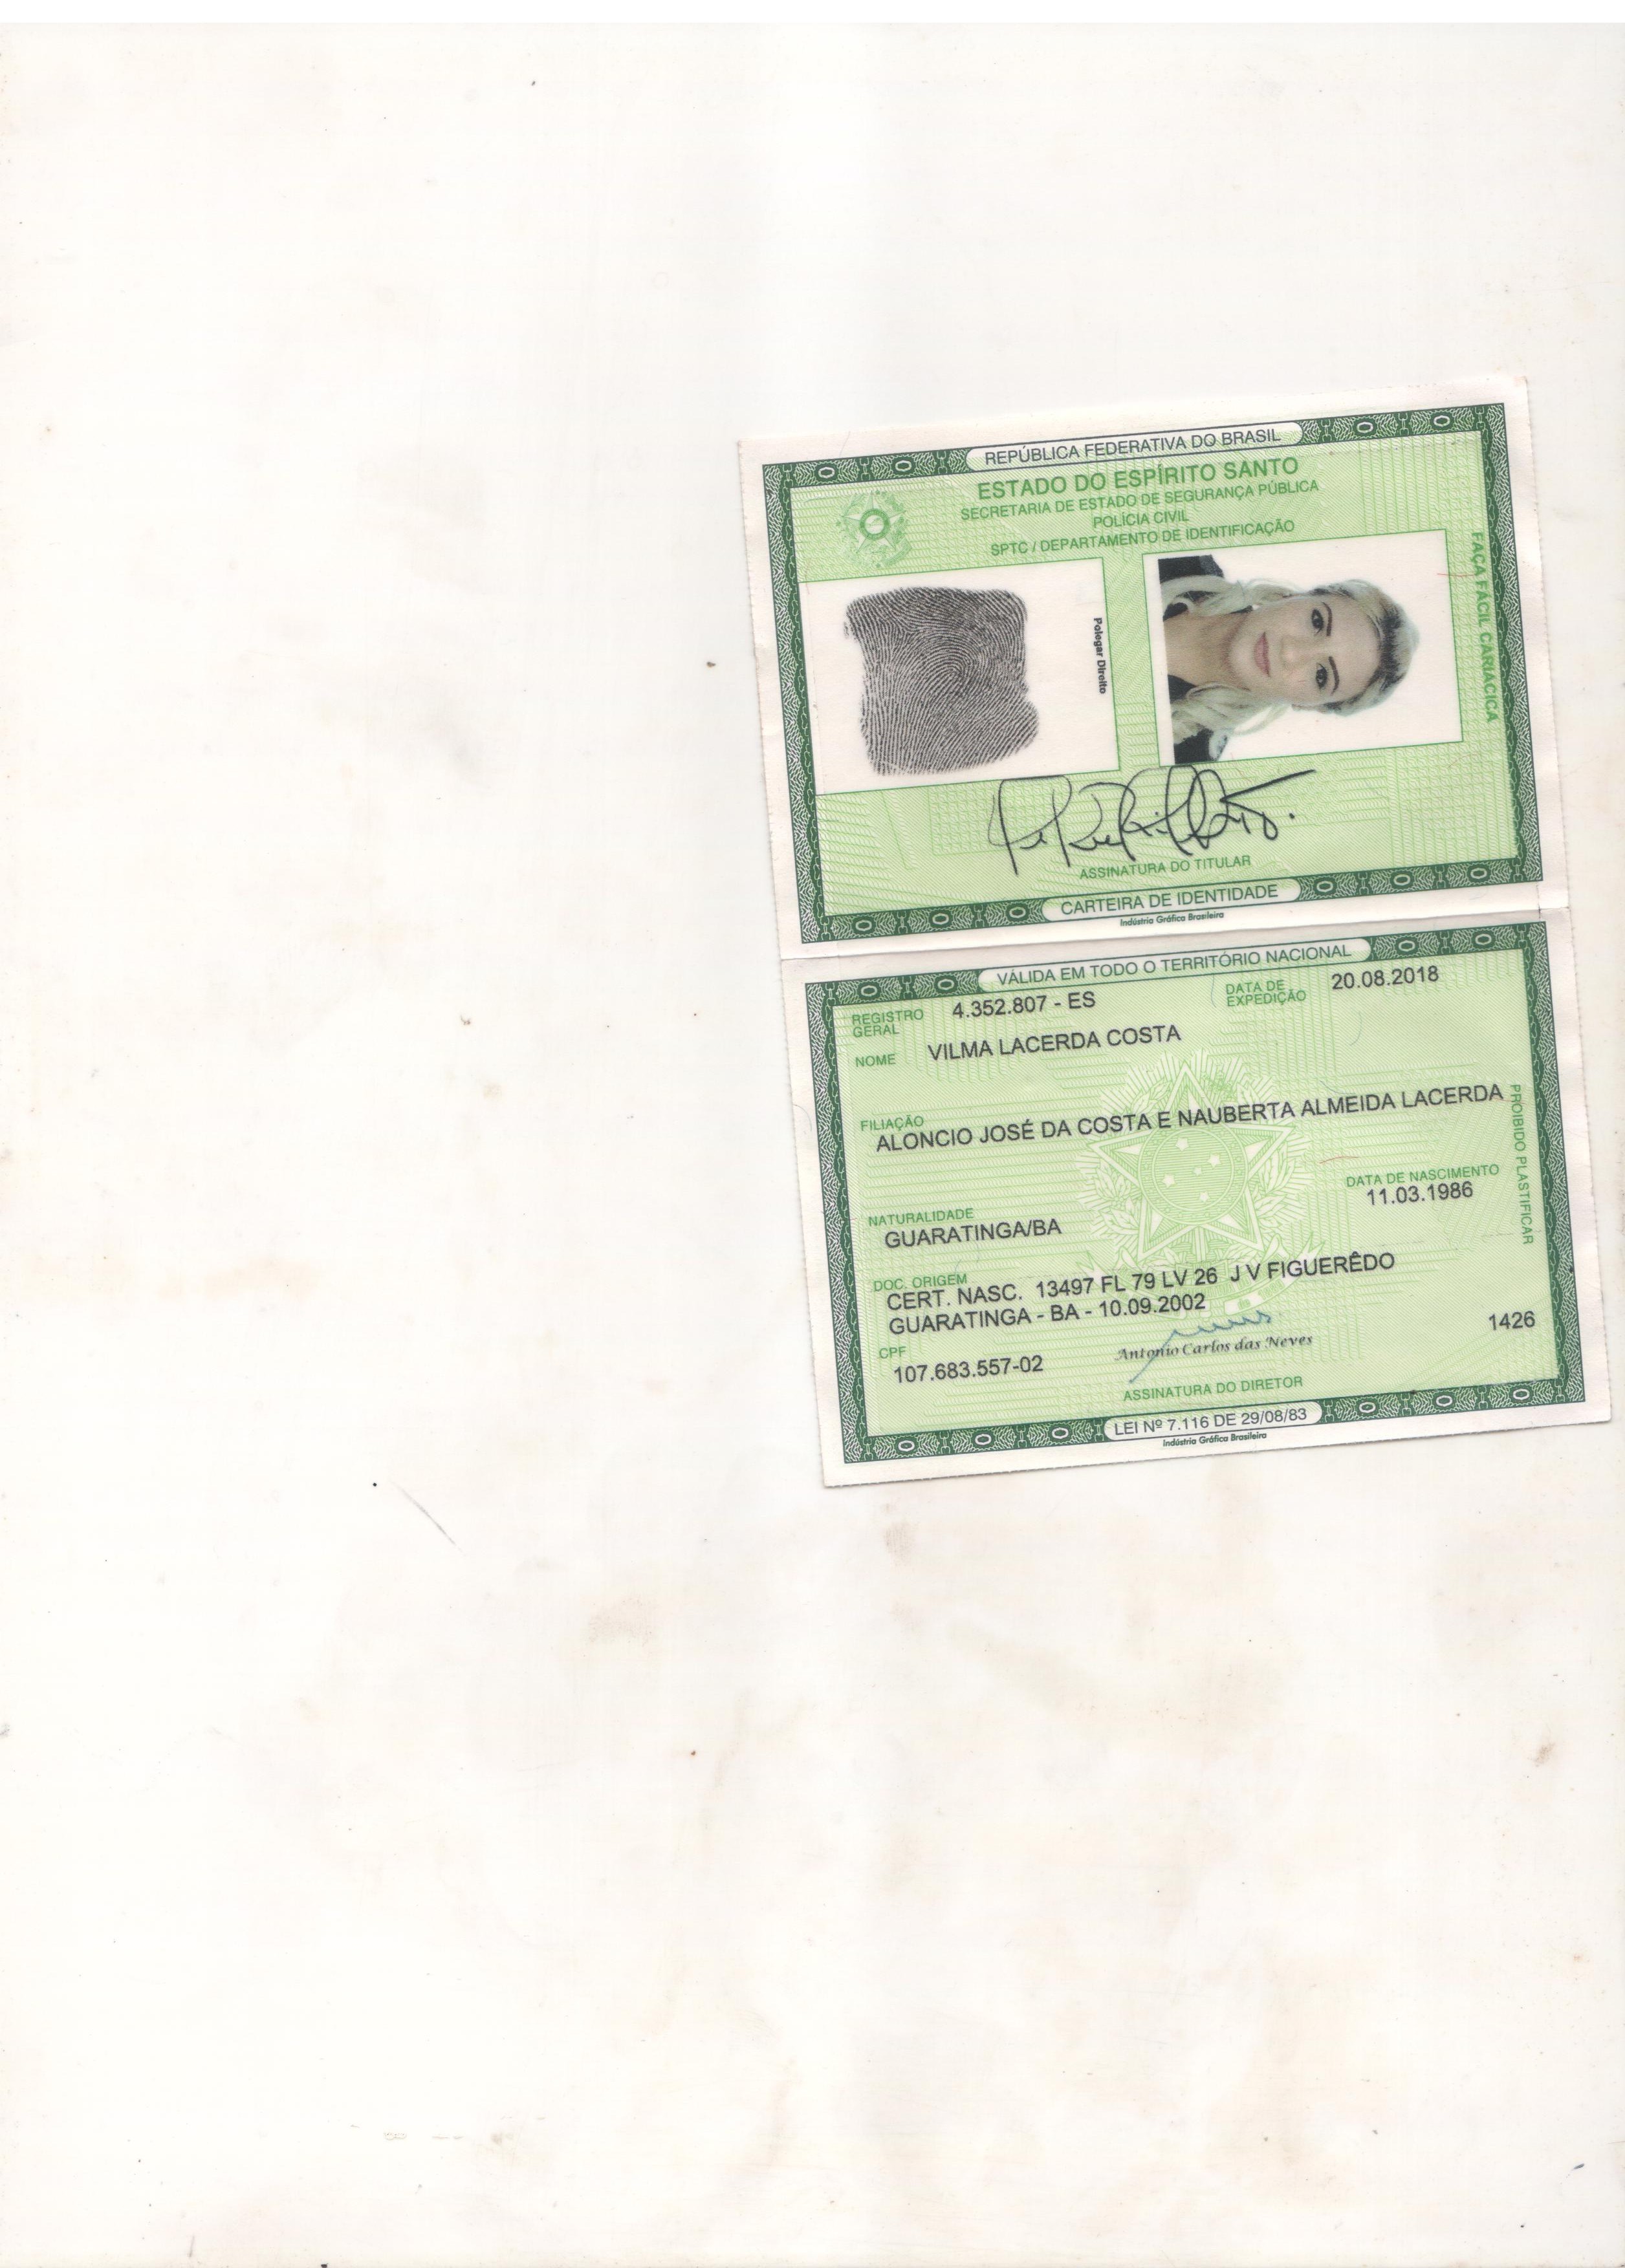 REPÚBLICA FEDERATIVA DO BRASIL
ESTADO DO ESPÍRITO SANTO
SECRETARIA DE ESTADO DE SEGURANÇA PÚBLICA
POLÍCIA CIVIL
SPTC / DEPARTAMENTO DE IDENTIFICAÇÃO
Polegar Direito
FAÇA FÁCIL CARIACICA
ASSINATURA DO TITULAR
CARTEIRA DE IDENTIDADE
Indústria Gráfica Brasileira
VÁLIDA EM TODO O TERRITÓRIO NACIONAL
REGISTRO GERAL 4.352.807 - ES DATA DE EXPEDIÇÃO 20.08.2018
NOME VILMA LACERDA COSTA
FILIAÇÃO
ALONCIO JOSÉ DA COSTA E NAUBERTA ALMEIDA LACERDA
PROIBIDO PLASTIFICAR
DATA DE NASCIMENTO
11.03.1986
NATURALIDADE
GUARATINGA/BA
DOC. ORIGEM
CERT. NASC. 13497 FL 79 LV 26 J V FIGUERÊDO
GUARATINGA - BA - 10.09.2002
CPF
107.683.557-02
Antonio Carlos das Neves
1426
ASSINATURA DO DIRETOR
LEI Nº 7.116 DE 29/08/83
Indústria Gráfica Brasileira